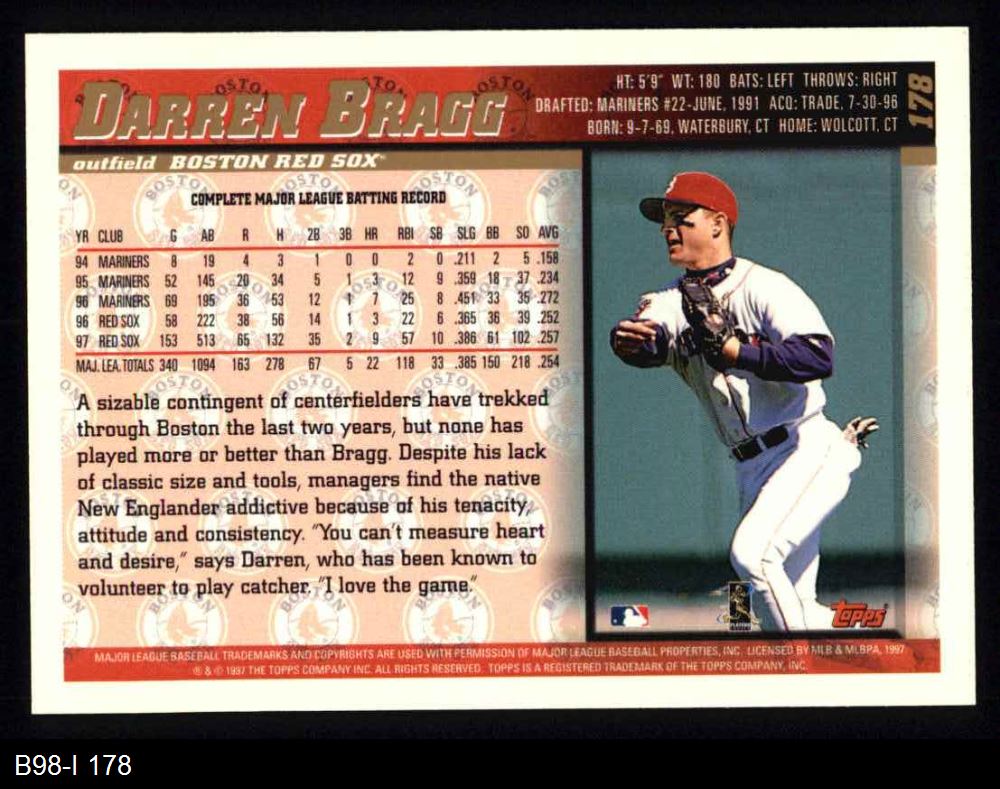 DARREN BRAGG
HT: 5'9" WT: 180 BATS: LEFT THROWS: RIGHT
DRAFTED: MARINERS #22-JUNE, 1991 ACQ: TRADE, 7-30-96
BORN: 9-7-69, WATERBURY, CT HOME: WOLCOTT, CT
178
outfield BOSTON RED SOX
COMPLETE MAJOR LEAGUE BATTING RECORD
YR CLUB G AB R H 2B 3B HR RBI SB SLG BB SO AVG
94 MARINERS 8 19 4 3 1 0 0 2 0 .211 2 5 .158
95 MARINERS 52 145 20 34 5 1 3 12 9 .359 18 37 .234
96 MARINERS 69 195 36 53 12 1 7 25 8 .451 33 35 .272
96 RED SOX 58 222 38 56 14 1 3 22 6 .365 36 39 .252
97 RED SOX 153 513 65 132 35 2 9 57 10 .386 61 102 .257
MAJ. LEA. TOTALS 340 1094 163 278 67 5 22 118 33 .385 150 218 .254
A sizable contingent of centerfielders have trekked
through Boston the last two years, but none has
played more or better than Bragg. Despite his lack
of classic size and tools, managers find the native
New Englander addictive because of his tenacity,
attitude and consistency. "You can't measure heart
and desire," says Darren, who has been known to
volunteer to play catcher. "I love the game."
Topps
MAJOR LEAGUE BASEBALL TRADEMARKS AND COPYRIGHTS ARE USED WITH PERMISSION OF MAJOR LEAGUE BASEBALL PROPERTIES, INC. LICENSED BY MLB & MLBPA, 1997
® & © 1997 THE TOPPS COMPANY INC. ALL RIGHTS RESERVED. TOPPS IS A REGISTERED TRADEMARK OF THE TOPPS COMPANY, INC.
B98-I 178